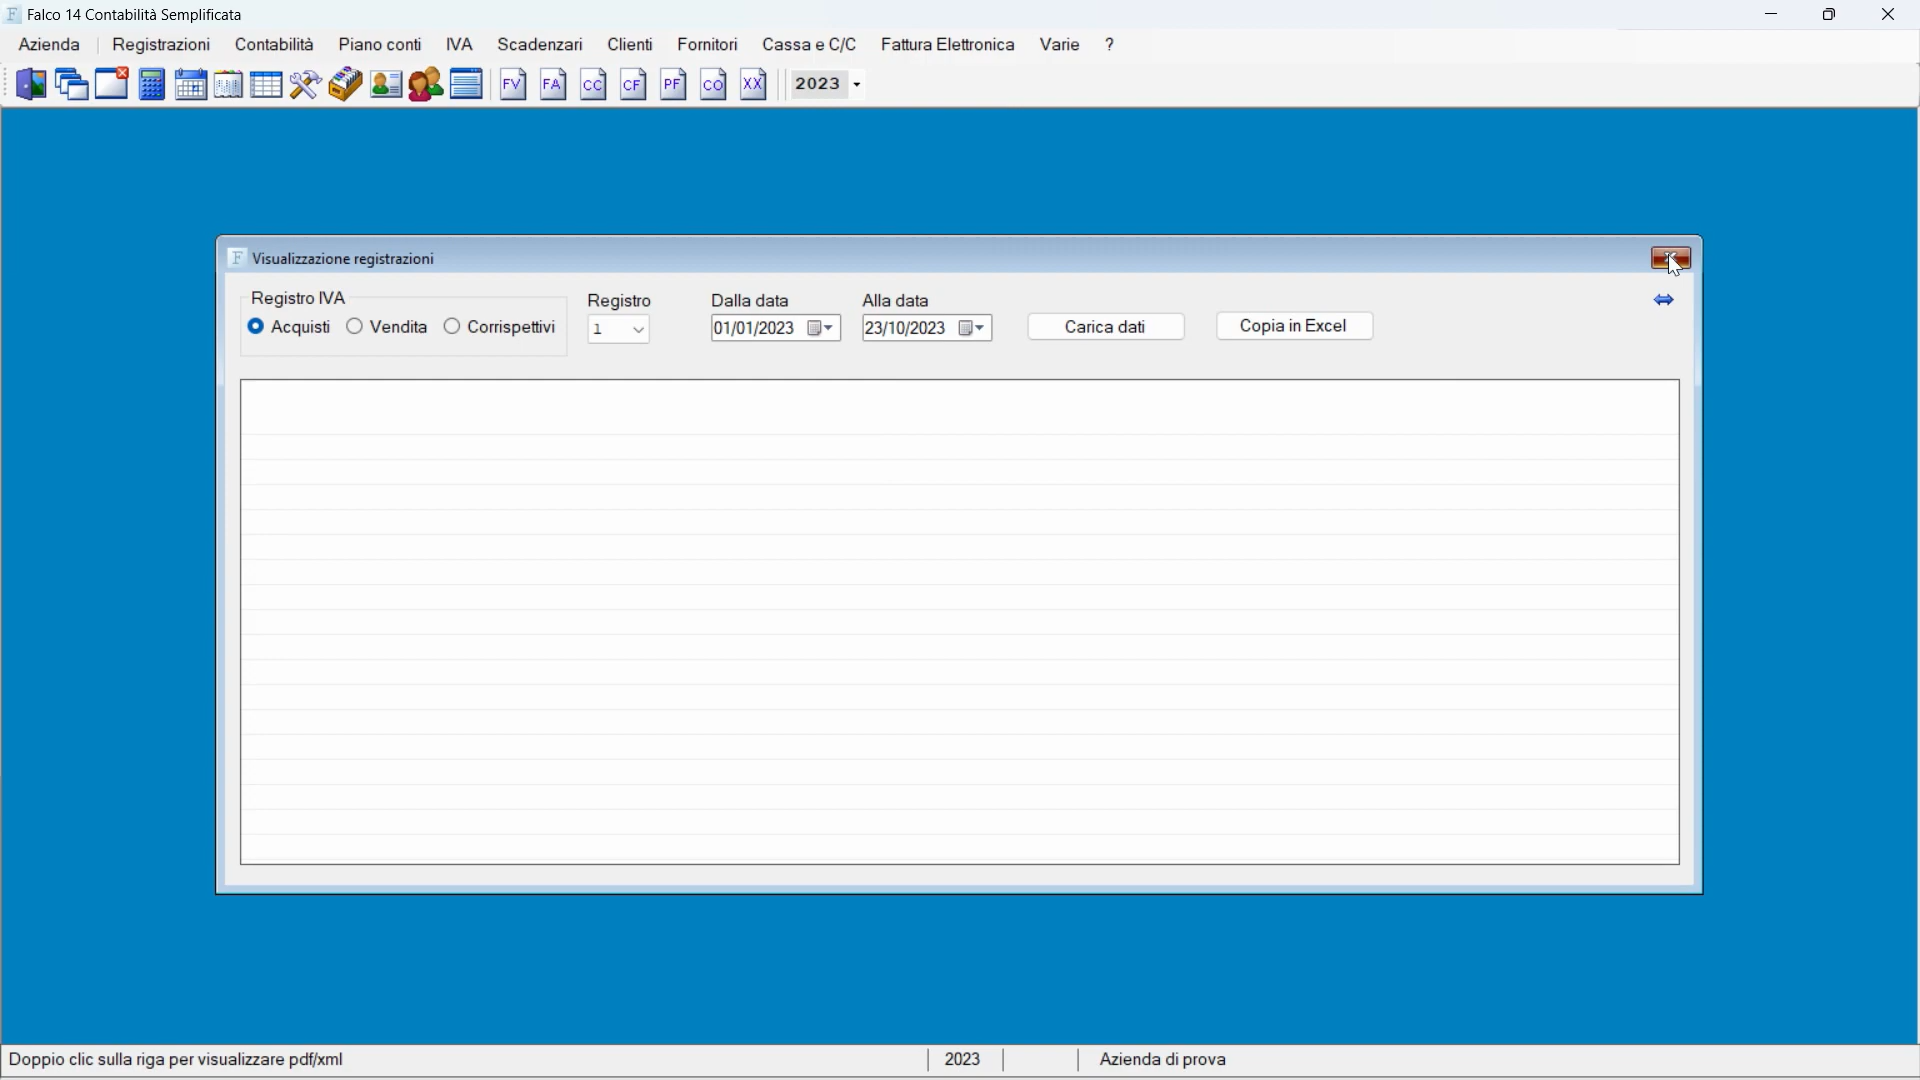 Falco 14 Contabilità Semplificata
Azienda Registrazioni Contabilità Piano conti IVA Scadenzari Clienti Fornitori Cassa e C/C Fattura Elettronica Varie ?
FV FA CC CF PF CO XX 2023
F Visualizzazione registrazioni
Registro IVA Registro Dalla data Alla data
Acquisti Vendita Corrispettivi 1 01/01/2023 23/10/2023 Carica dati Copia in Excel
Doppio clic sulla riga per visualizzare pdf/xml 2023 Azienda di prova